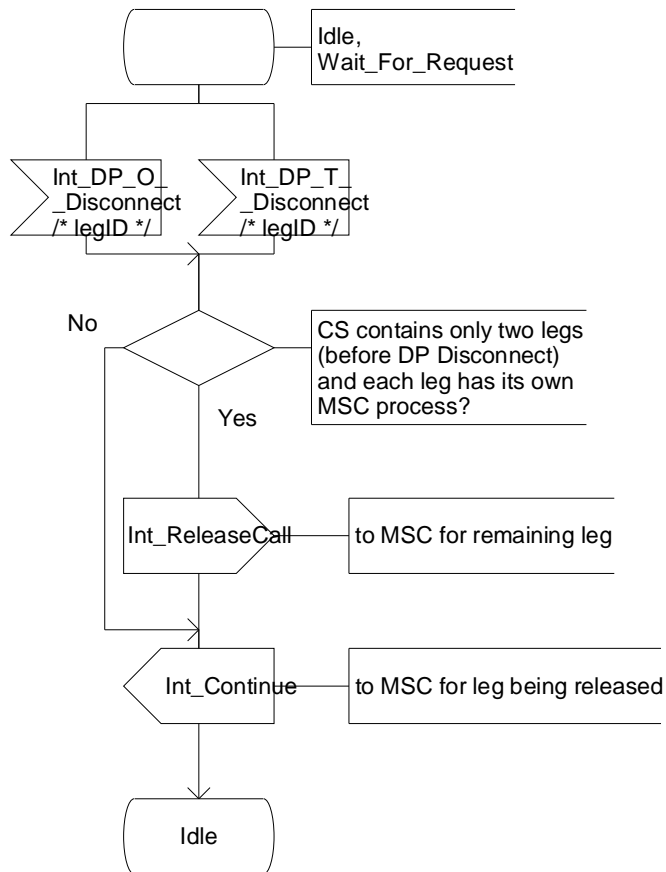 Idle,
Wait_For_Request
Int_DP_O_
_Disconnect
/* legID */
Int_DP_T_
_Disconnect
/* legID */
No
CS contains only two legs
(before DP Disconnect)
and each leg has its own
MSC process?
Yes
Int_ReleaseCall
to MSC for remaining leg
Int_Continue
to MSC for leg being released
Idle